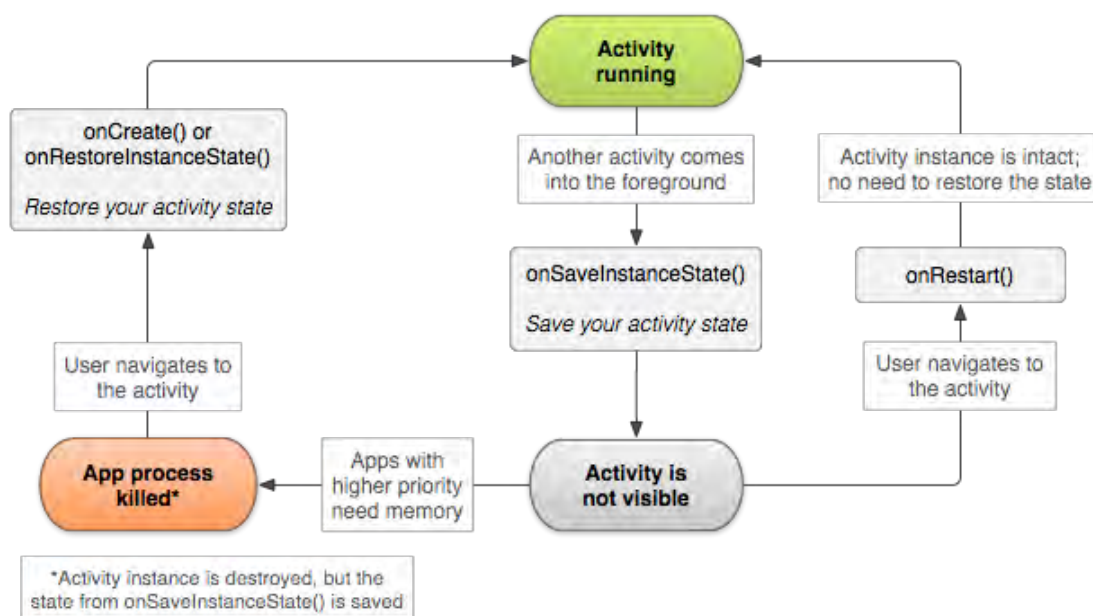 Activity
running
onCreate() or
onRestoreInstanceState()
Restore your activity state
Another activity comes
into the foreground
Activity instance is intact;
no need to restore the state
onSaveInstanceState()
Save your activity state
onRestart()
User navigates to
the activity
User navigates to
the activity
App process
killed*
Apps with
higher priority
need memory
Activity is
not visible
*Activity instance is destroyed, but the
state from onSaveInstanceState() is saved